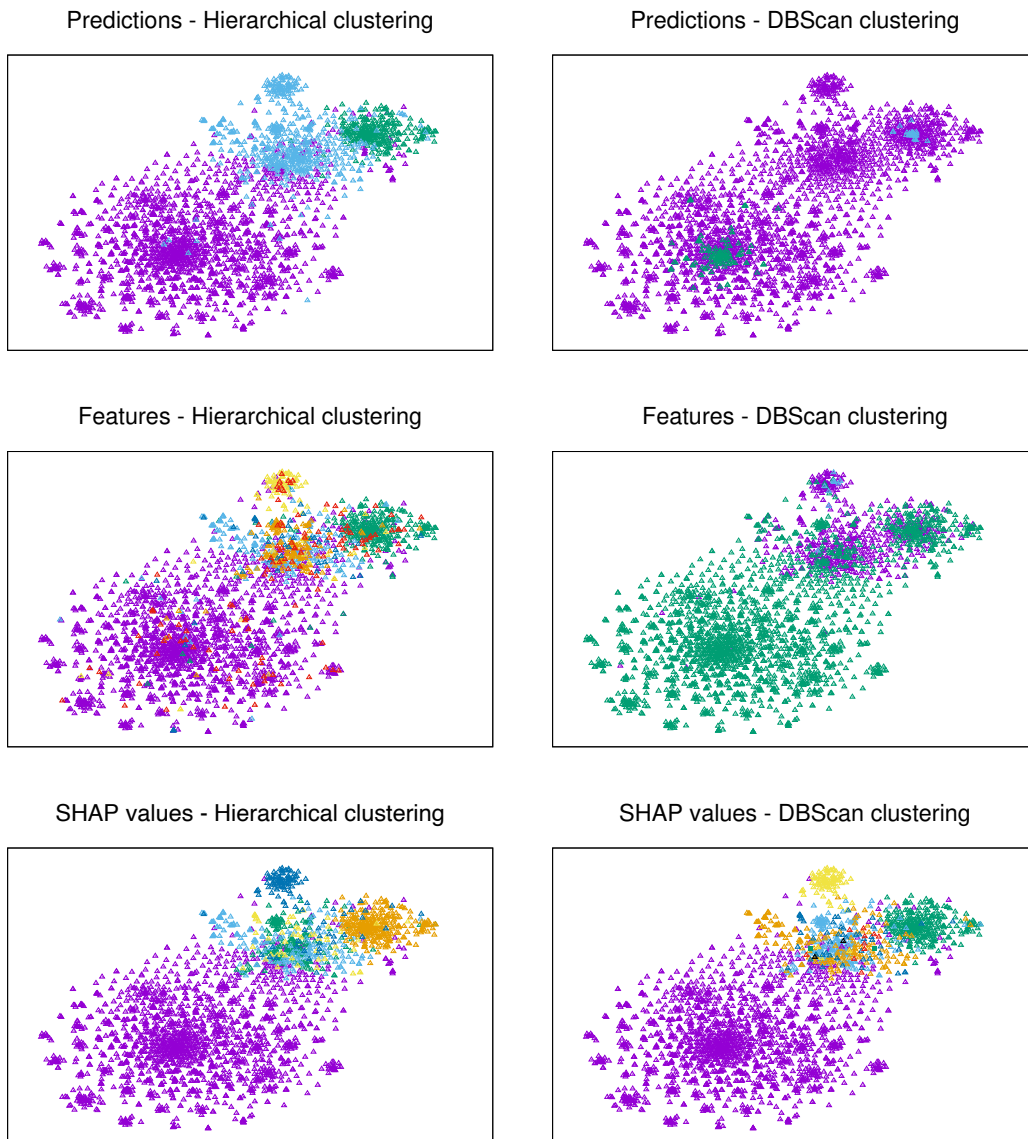 Predictions - Hierarchical clustering
Predictions - DBScan clustering
Features - Hierarchical clustering
Features - DBScan clustering
SHAP values - Hierarchical clustering
SHAP values - DBScan clustering